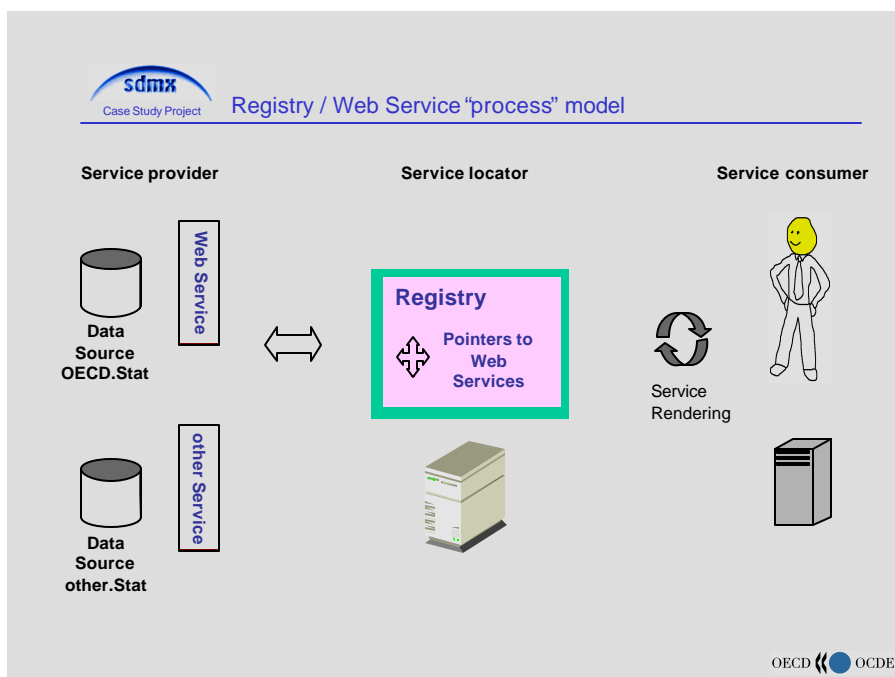 sdmx
Case Study Project
Registry / Web Service “process” model
Service provider
Service locator
Service consumer
Web Service
Data
Source
OECD.Stat
Registry
Pointers to
Web
Services
Service
Rendering
other Service
Data
Source
other.Stat
OECD OCDE